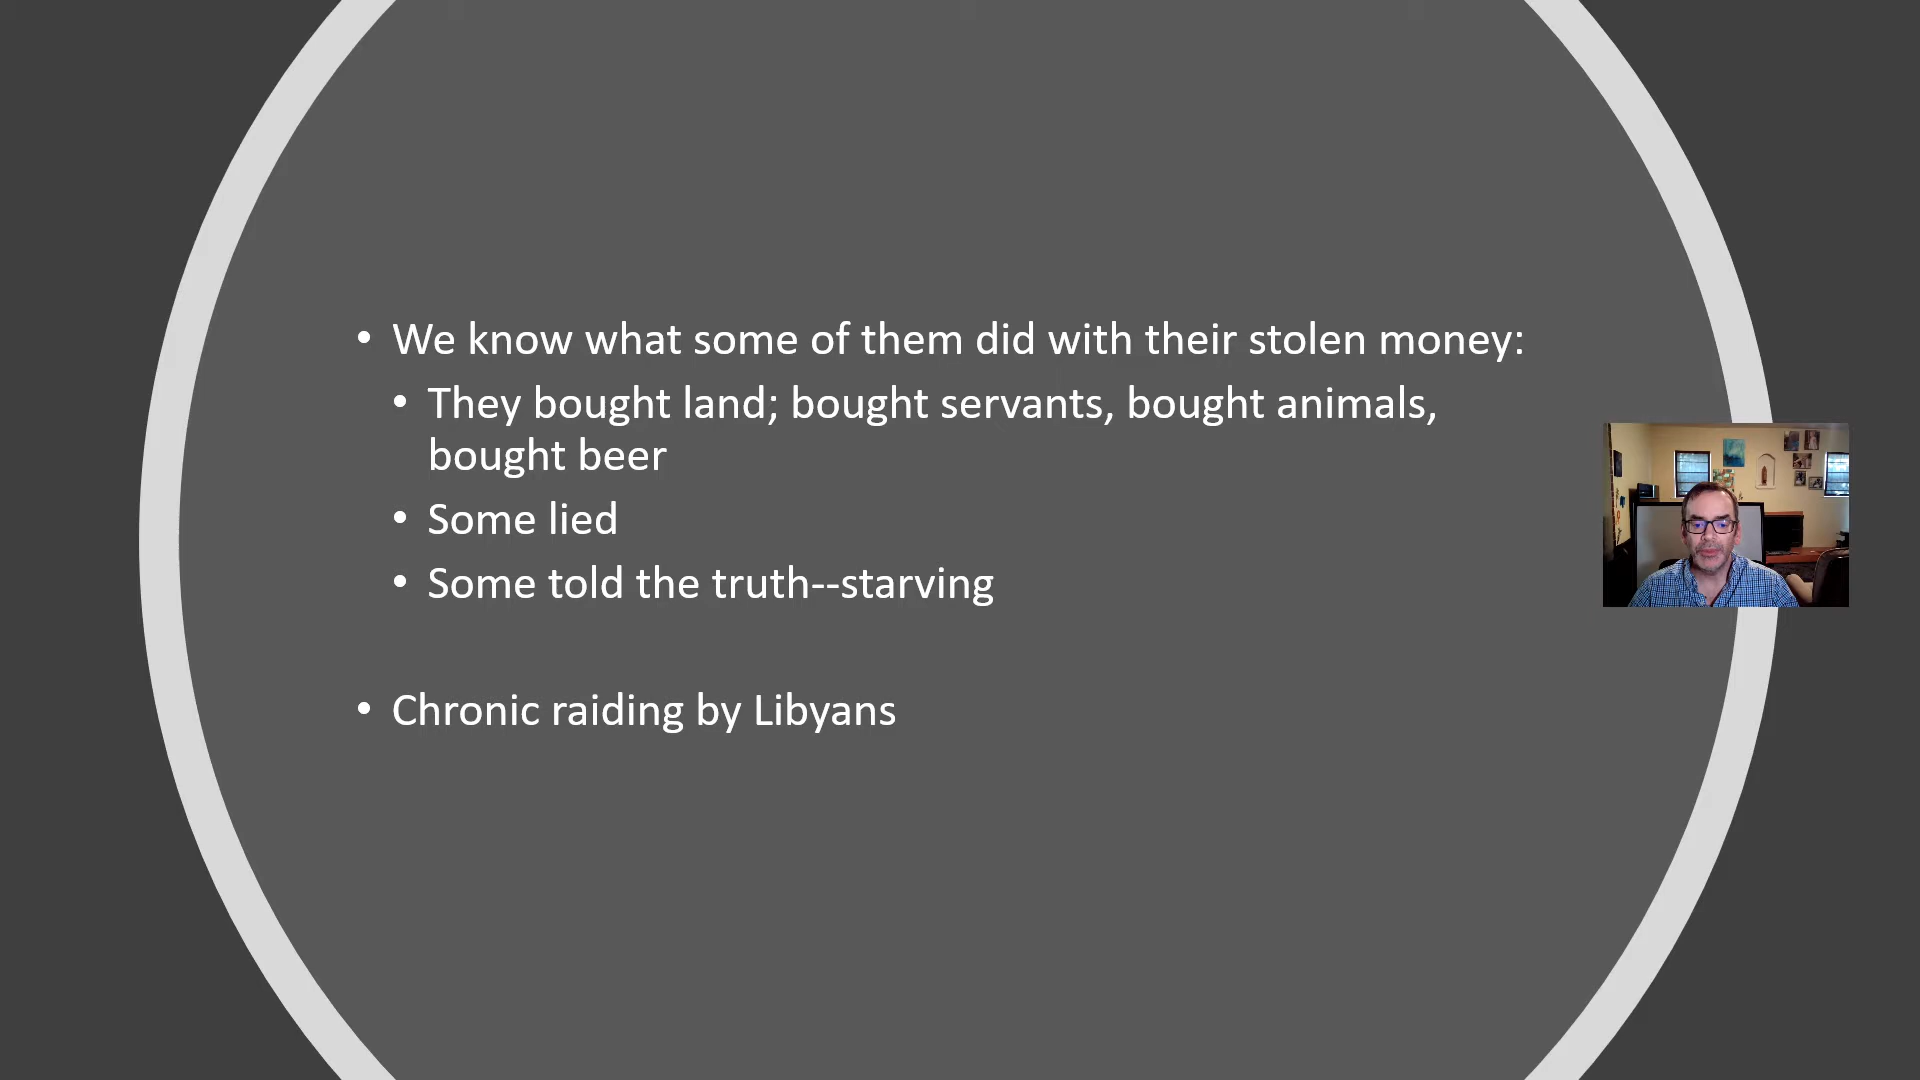 • We know what some of them did with their stolen money:
• They bought land; bought servants, bought animals,
bought beer
• Some lied
• Some told the truth--starving
• Chronic raiding by Libyans